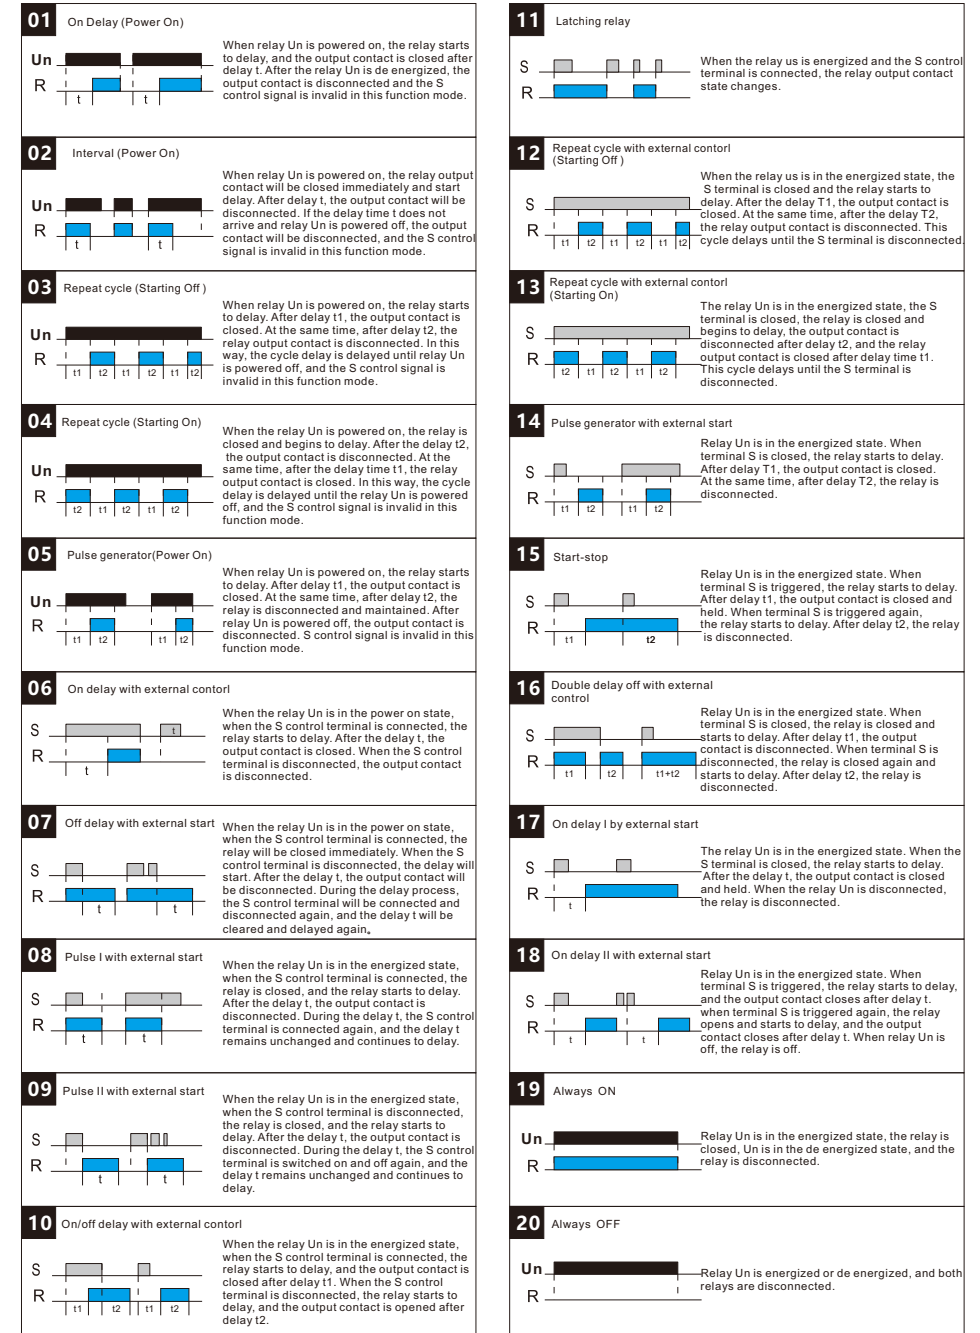 01 On Delay (Power On)
Un
R
t t
When relay Un is powered on, the relay starts
to delay, and the output contact is closed after
delay t. After the relay Un is de energized, the
output contact is disconnected and the S
control signal is invalid in this function mode.
02 Interval (Power On)
Un
R
t t
When relay Un is powered on, the relay output
contact will be closed immediately and start
delay. After delay t, the output contact will be
disconnected. If the delay time t does not
arrive and relay Un is powered off, the output
contact will be disconnected, and the S control
signal is invalid in this function mode.
03 Repeat cycle (Starting Off )
Un
R
t1 t2 t1 t2 t1 t2
When relay Un is powered on, the relay starts
to delay. After delay t1, the output contact is
closed. At the same time, after delay t2, the
relay output contact is disconnected. In this
way, the cycle delay is delayed until relay Un
is powered off, and the S control signal is
invalid in this function mode.
04 Repeat cycle (Starting On)
Un
R
t2 t1 t2 t1 t2
When the relay Un is powered on, the relay is
closed and begins to delay. After the delay t2,
the output contact is disconnected. At the
same time, after the delay time t1, the relay
output contact is closed. In this way, the cycle
delay is delayed until the relay Un is powered
off, and the S control signal is invalid in this
function mode.
05 Pulse generator(Power On)
Un
R
t1 t2 t1 t2
When relay Un is powered on, the relay starts
to delay. After delay t1, the output contact is
closed. At the same time, after delay t2, the
relay is disconnected and maintained. After
relay Un is powered off, the output contact is
disconnected. S control signal is invalid in this
function mode.
06 On delay with external contorl
S
t
R
t
When the relay Un is in the power on state,
when the S control terminal is connected, the
relay starts to delay. After the delay t, the
output contact is closed. When the S control
terminal is disconnected, the output contact
is disconnected.
07 Off delay with external start
S
R
t t
When the relay Un is in the power on state,
when the S control terminal is connected, the
relay will be closed immediately. When the S
control terminal is disconnected, the delay will
start. After the delay t, the output contact will
be disconnected. During the delay process,
the S control terminal will be connected and
disconnected again, and the delay t will be
cleared and delayed again。
08 Pulse I with external start
S
R
t t
When the relay Un is in the energized state,
when the S control terminal is connected, the
relay is closed, and the relay starts to delay.
After the delay t, the output contact is
disconnected. During the delay t, the S control
terminal is connected again, and the delay t
remains unchanged and continues to delay.
09 Pulse II with external start
S
R
t t
When the relay Un is in the energized state,
when the S control terminal is disconnected,
the relay is closed, and the relay starts to
delay. After the delay t, the output contact is
disconnected. During the delay t, the S control
terminal is switched on and off again, and the
delay t remains unchanged and continues to
delay.
10 On/off delay with external contorl
S
R
t1 t2 t1 t2
When the relay Un is in the energized state,
when the S control terminal is connected, the
relay starts to delay, and the output contact is
closed after delay t1. When the S control
terminal is disconnected, the relay starts to
delay, and the output contact is opened after
delay t2.
11 Latching relay
S
R
When the relay us is energized and the S control
terminal is connected, the relay output contact
state changes.
12 Repeat cycle with external contorl
(Starting Off )
S
R
t1 t2 t1 t2 t1 t2
When the relay us is in the energized state, the
S terminal is closed and the relay starts to
delay. After the delay T1, the output contact is
closed. At the same time, after the delay T2,
the relay output contact is disconnected. This
cycle delays until the S terminal is disconnected.
13 Repeat cycle with external contorl
(Starting On)
S
R
t2 t1 t2 t1 t2
The relay Un is in the energized state, the S
terminal is closed, the relay is closed and
begins to delay, the output contact is
disconnected after delay t2, and the relay
output contact is closed after delay time t1.
This cycle delays until the S terminal is
disconnected.
14 Pulse generator with external start
S
R
t1 t2 t1 t2
Relay Un is in the energized state. When
terminal S is closed, the relay starts to delay.
After delay T1, the output contact is closed.
At the same time, after delay T2, the relay is
disconnected.
15 Start-stop
S
R
t1 t2
Relay Un is in the energized state. When
terminal S is triggered, the relay starts to delay.
After delay t1, the output contact is closed and
held. When terminal S is triggered again,
the relay starts to delay. After delay t2, the relay
is disconnected.
16 Double delay off with external
control
S
R
t1 t2 t1+t2
Relay Un is in the energized state. When
terminal S is closed, the relay is closed and
starts to delay. After delay t1, the output
contact is disconnected. When terminal S is
disconnected, the relay is closed again and
starts to delay. After delay t2, the relay is
disconnected.
17 On delay I by external start
S
R
t
The relay Un is in the energized state. When the
S terminal is closed, the relay starts to delay.
After the delay t, the output contact is closed
and held. When the relay Un is disconnected,
the relay is disconnected.
18 On delay II with external start
S
R
t t
Relay Un is in the energized state. When
terminal S is triggered, the relay starts to delay,
and the output contact closes after delay t.
when terminal S is triggered again, the relay
opens and starts to delay, and the output
contact closes after delay t. When relay Un is
off, the relay is off.
19 Always ON
Un
R
Relay Un is in the energized state, the relay is
closed, Un is in the de energized state, and the
relay is disconnected.
20 Always OFF
Un
R
Relay Un is energized or de energized, and both
relays are disconnected.